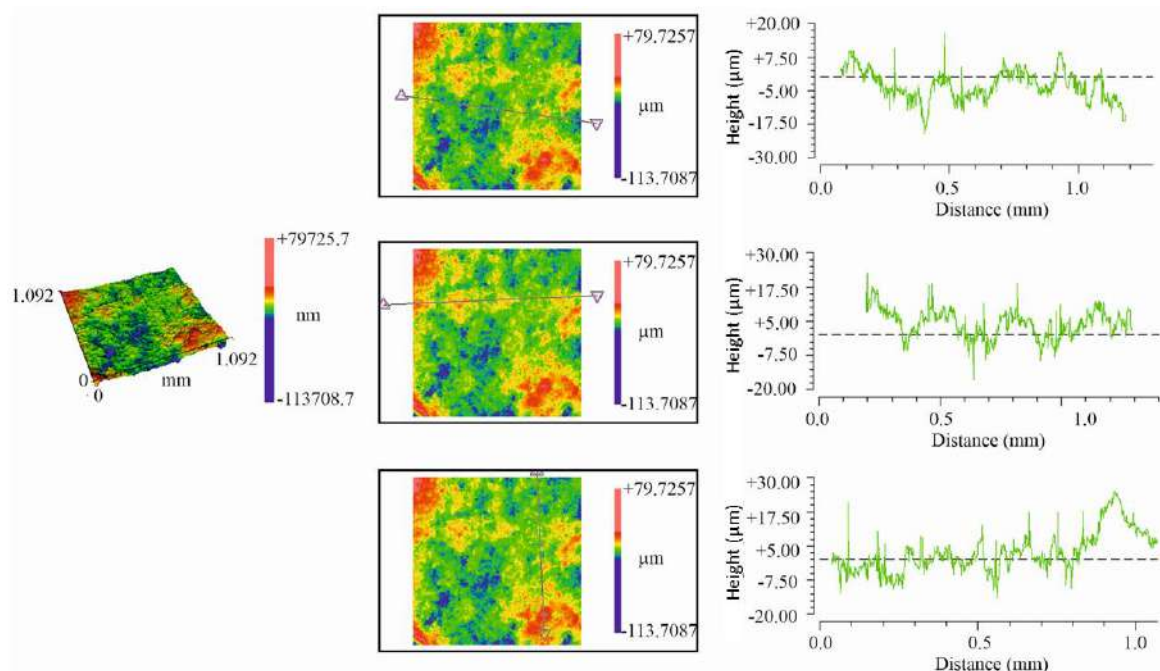 +79725.7
1.092
nm
1.092
0
0
mm
-113708.7
+79.7257
µm
-113.7087
+20.00
+7.50
-5.00
-17.50
-30.00
Height (µm)
0.0 0.5 1.0
Distance (mm)
+79.7257
µm
-113.7087
+30.00
+17.50
+5.00
-7.50
-20.00
Height (µm)
0.0 0.5 1.0
Distance (mm)
+79.7257
µm
-113.7087
+30.00
+17.50
+5.00
-7.50
-20.00
Height (µm)
0.0 0.5 1.0
Distance (mm)